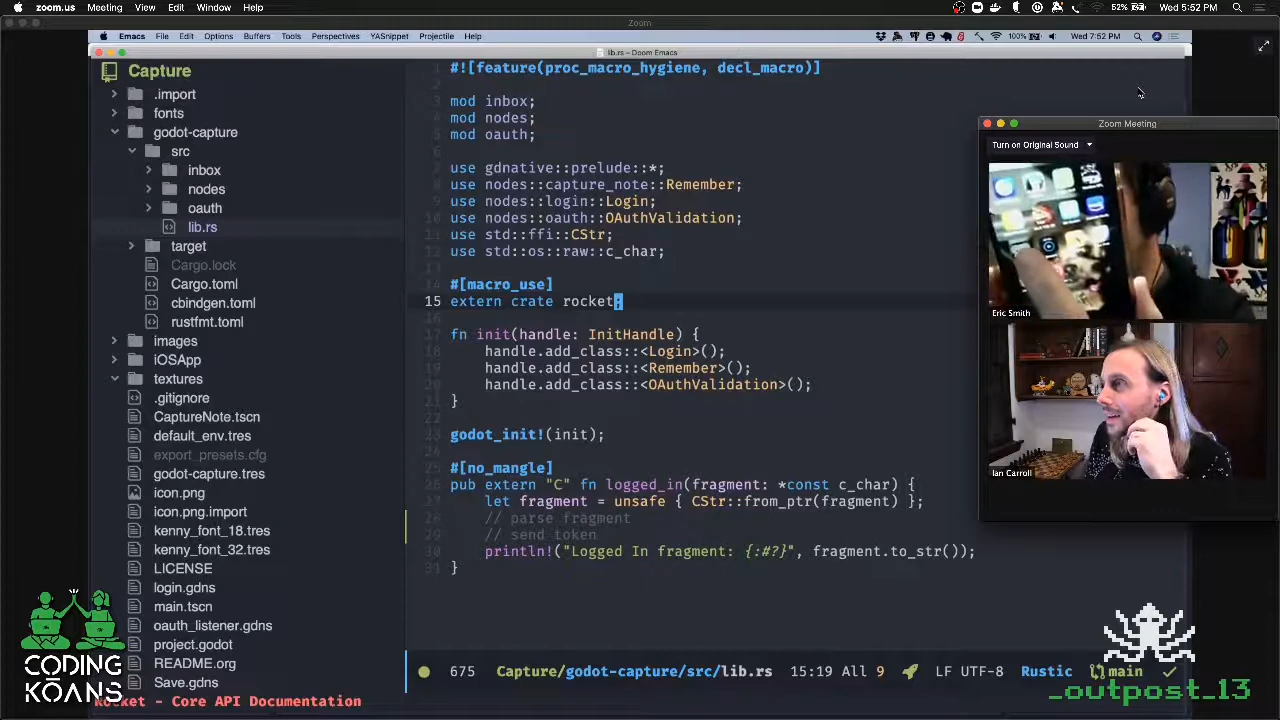 zoom.us Meeting View Edit Window Help
52% Wed 5:52 PM
Zoom
Emacs File Edit Options Buffers Tools Perspectives YASnippet Projectile Help
100% Wed 7:52 PM
lib.rs – Doom Emacs
Capture
.import
fonts
godot-capture
src
inbox
nodes
oauth
lib.rs
target
Cargo.lock
Cargo.toml
cbindgen.toml
rustfmt.toml
images
iOSApp
textures
.gitignore
CaptureNote.tscn
default_env.tres
export_presets.cfg
godot-capture.tres
icon.png
icon.png.import
kenny_font_18.tres
kenny_font_32.tres
LICENSE
login.gdns
main.tscn
oauth_listener.gdns
project.godot
README.org
Save.gdns
1 #![feature(proc_macro_hygiene, decl_macro)]
2
3 mod inbox;
4 mod nodes;
5 mod oauth;
6
7 use gdnative::prelude::*;
8 use nodes::capture_note::Remember;
9 use nodes::login::Login;
10 use nodes::oauth::OAuthValidation;
11 use std::ffi::CStr;
12 use std::os::raw::c_char;
13
14 #[macro_use]
15 extern crate rocket;
16
17 fn init(handle: InitHandle) {
18 handle.add_class::<Login>();
19 handle.add_class::<Remember>();
20 handle.add_class::<OAuthValidation>();
21 }
22
23 godot_init!(init);
24
25 #[no_mangle]
26 pub extern "C" fn logged_in(fragment: *const c_char) {
27 let fragment = unsafe { CStr::from_ptr(fragment) };
28 // parse fragment
29 // send token
30 println!("Logged In fragment: {:#?}", fragment.to_str());
31 }
675 Capture/godot-capture/src/lib.rs 15:19 All 9 LF UTF-8 Rustic main
Rocket - Core API Documentation
Zoom Meeting
Turn on Original Sound
Eric Smith
Ian Carroll
CODING
KOANS
_outpost_13